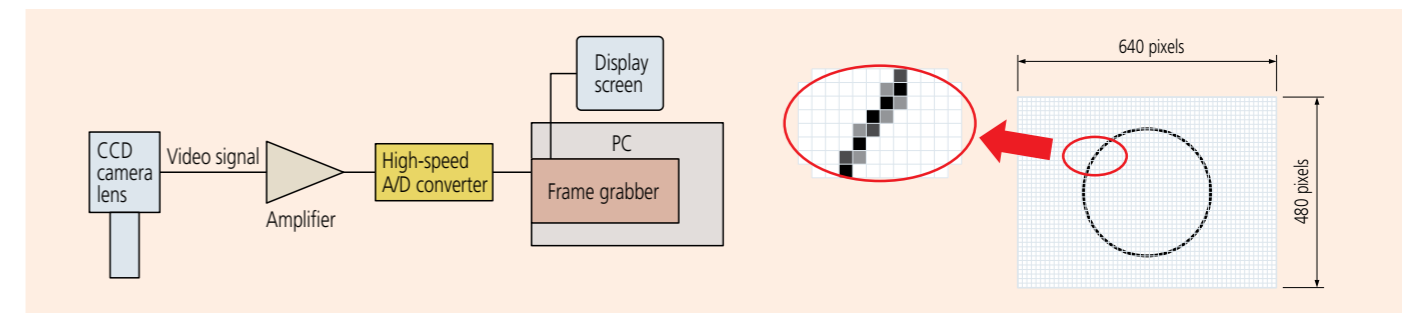 CCD
camera
lens
Video signal
Amplifier
High-speed
A/D converter
Display
screen
PC
Frame grabber
640 pixels
480 pixels